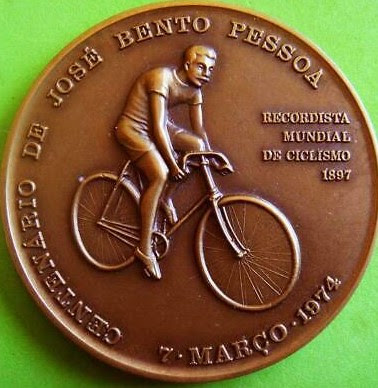 CENTENÁRIO DE JOSÉ BENTO PESSOA
RECORDISTA
MUNDIAL
DE CICLISMO
1897
7·MARÇO·1974